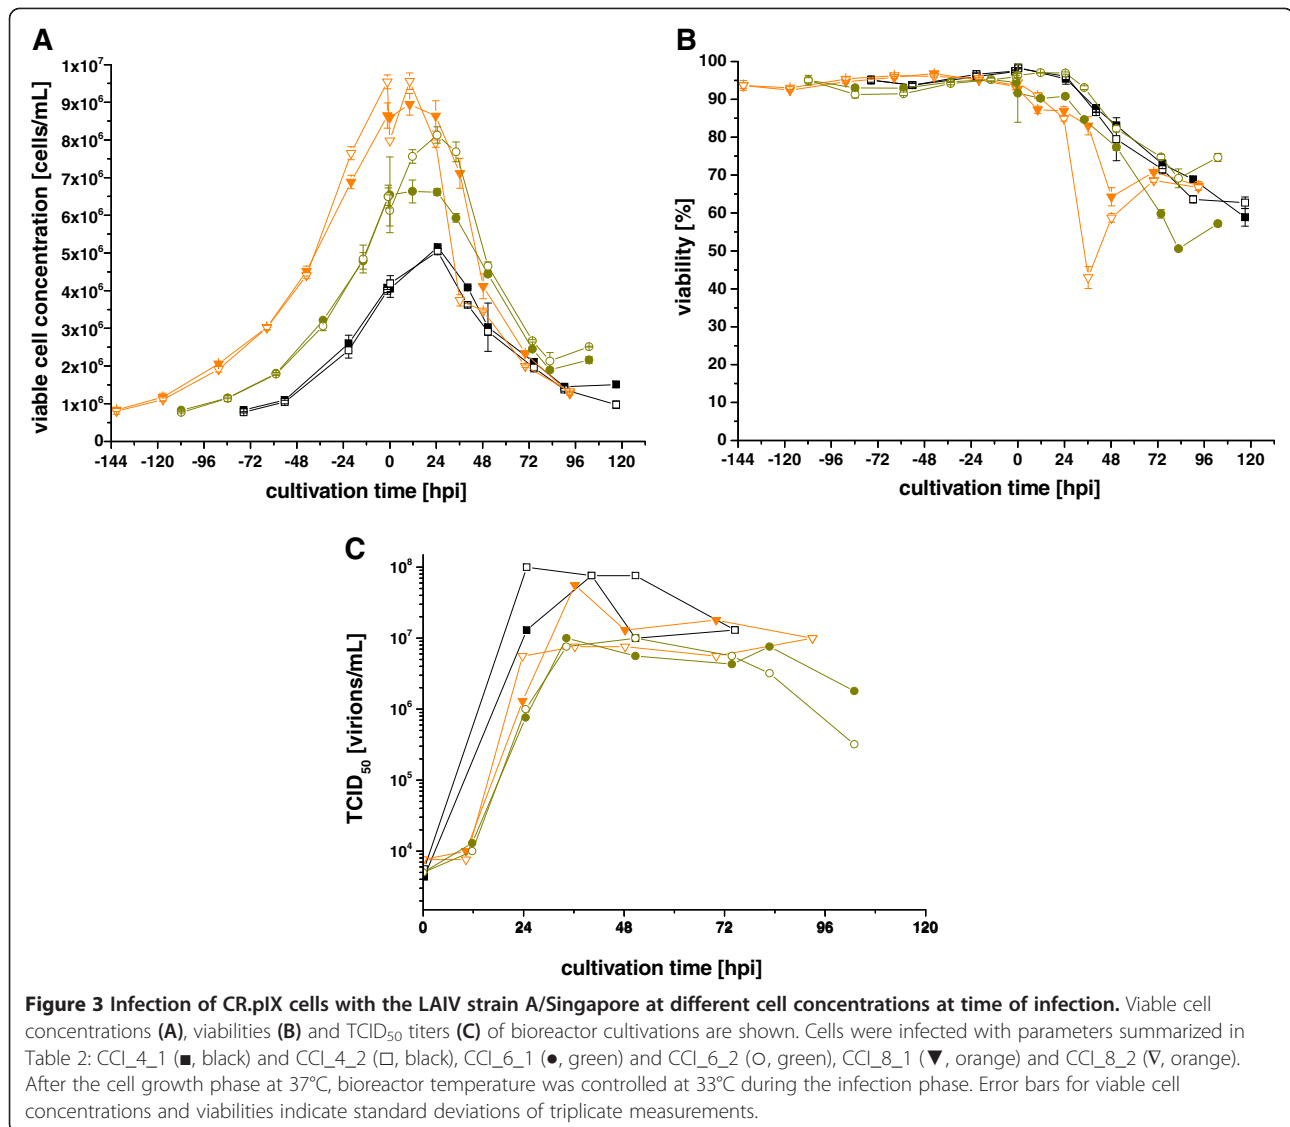 A
viable cell concentration [cells/mL]
1x10⁷
9x10⁶
8x10⁶
7x10⁶
6x10⁶
5x10⁶
4x10⁶
3x10⁶
2x10⁶
1x10⁶
0
-144 -120 -96 -72 -48 -24 0 24 48 72 96 120
cultivation time [hpi]
B
viability [%]
100
90
80
70
60
50
40
30
20
10
0
-144 -120 -96 -72 -48 -24 0 24 48 72 96 120
cultivation time [hpi]
C
TCID₅₀ [virions/mL]
10⁸
10⁷
10⁶
10⁵
10⁴
0 24 48 72 96 120
cultivation time [hpi]
Figure 3 Infection of CR.pIX cells with the LAIV strain A/Singapore at different cell concentrations at time of infection. Viable cell
concentrations (A), viabilities (B) and TCID₅₀ titers (C) of bioreactor cultivations are shown. Cells were infected with parameters summarized in
Table 2: CCI_4_1 (■, black) and CCI_4_2 (□, black), CCI_6_1 (●, green) and CCI_6_2 (○, green), CCI_8_1 (▼, orange) and CCI_8_2 (∇, orange).
After the cell growth phase at 37°C, bioreactor temperature was controlled at 33°C during the infection phase. Error bars for viable cell
concentrations and viabilities indicate standard deviations of triplicate measurements.